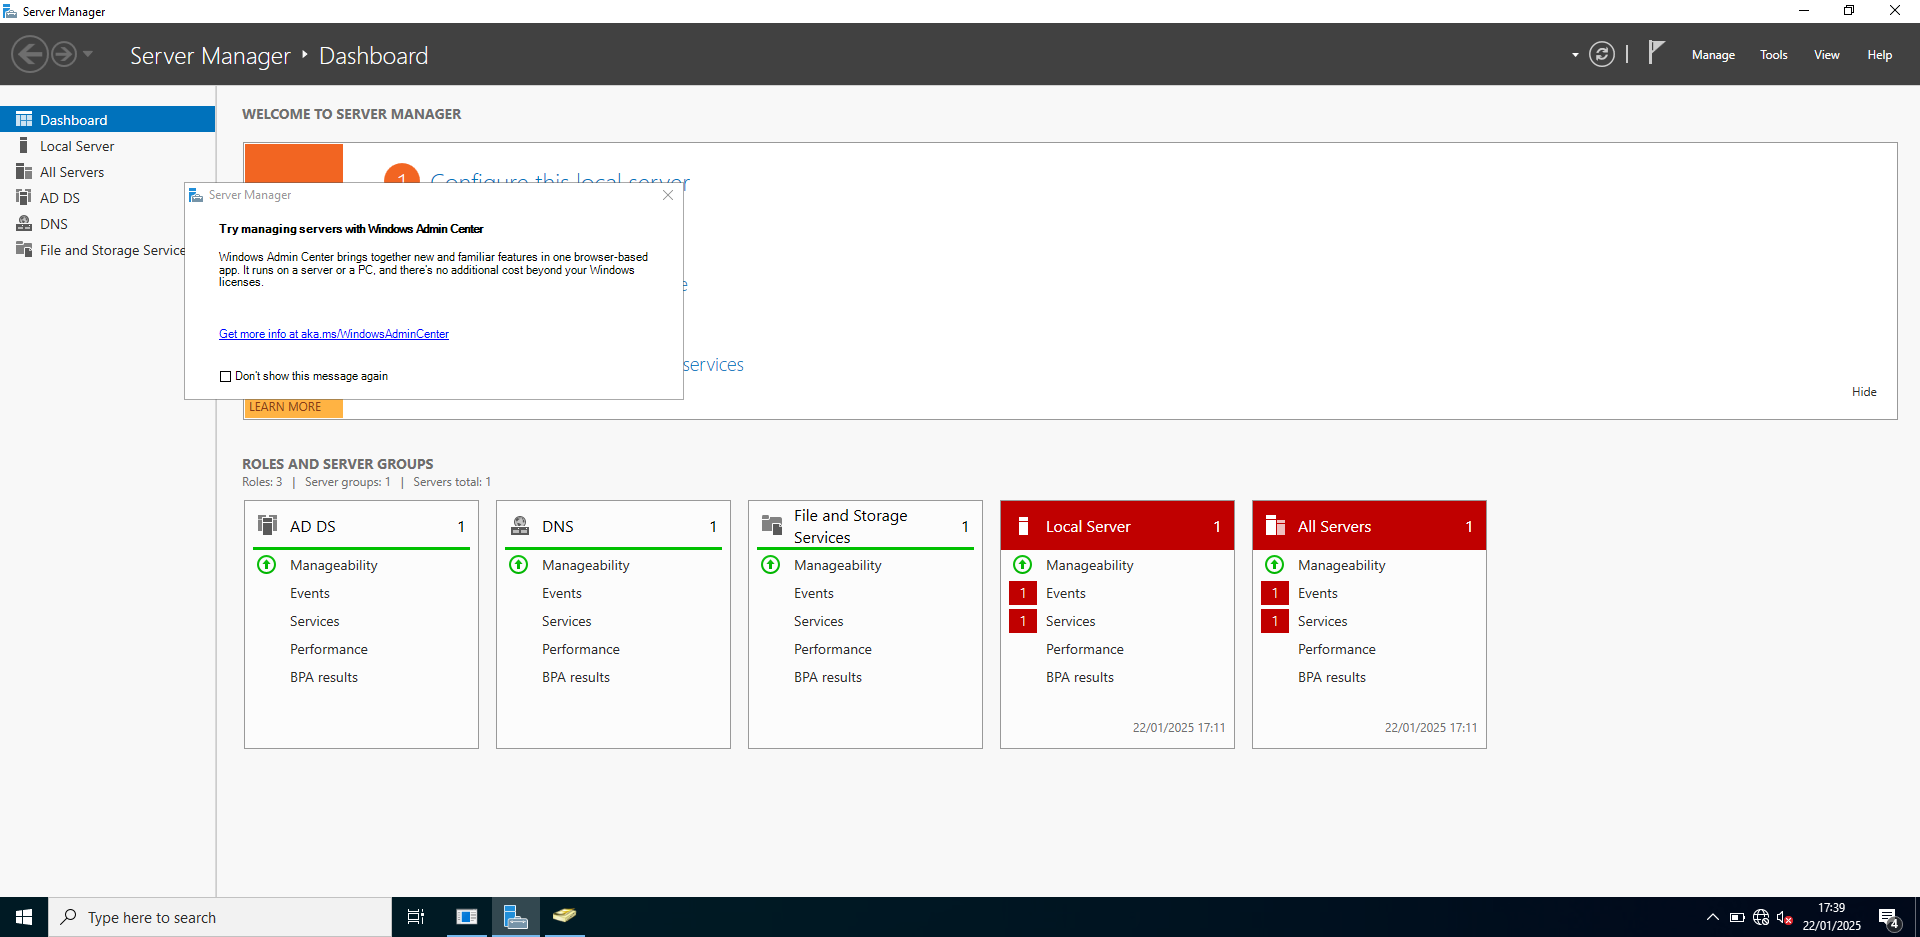 Server Manager
Server Manager ‣ Dashboard
Manage
Tools
View
Help
Dashboard
Local Server
All Servers
AD DS
DNS
File and Storage Service
WELCOME TO SERVER MANAGER
1
Configure this local server
Server Manager
Try managing servers with Windows Admin Center
Windows Admin Center brings together new and familiar features in one browser-based
app. It runs on a server or a PC, and there's no additional cost beyond your Windows
licenses.
Get more info at aka.ms/WindowsAdminCenter
Don't show this message again
e
services
Hide
LEARN MORE
ROLES AND SERVER GROUPS
Roles: 3 | Server groups: 1 | Servers total: 1
AD DS 1
Manageability
Events
Services
Performance
BPA results
DNS 1
Manageability
Events
Services
Performance
BPA results
File and Storage
Services 1
Manageability
Events
Services
Performance
BPA results
Local Server 1
Manageability
1 Events
1 Services
Performance
BPA results
22/01/2025 17:11
All Servers 1
Manageability
1 Events
1 Services
Performance
BPA results
22/01/2025 17:11
Type here to search
17:39
22/01/2025
4